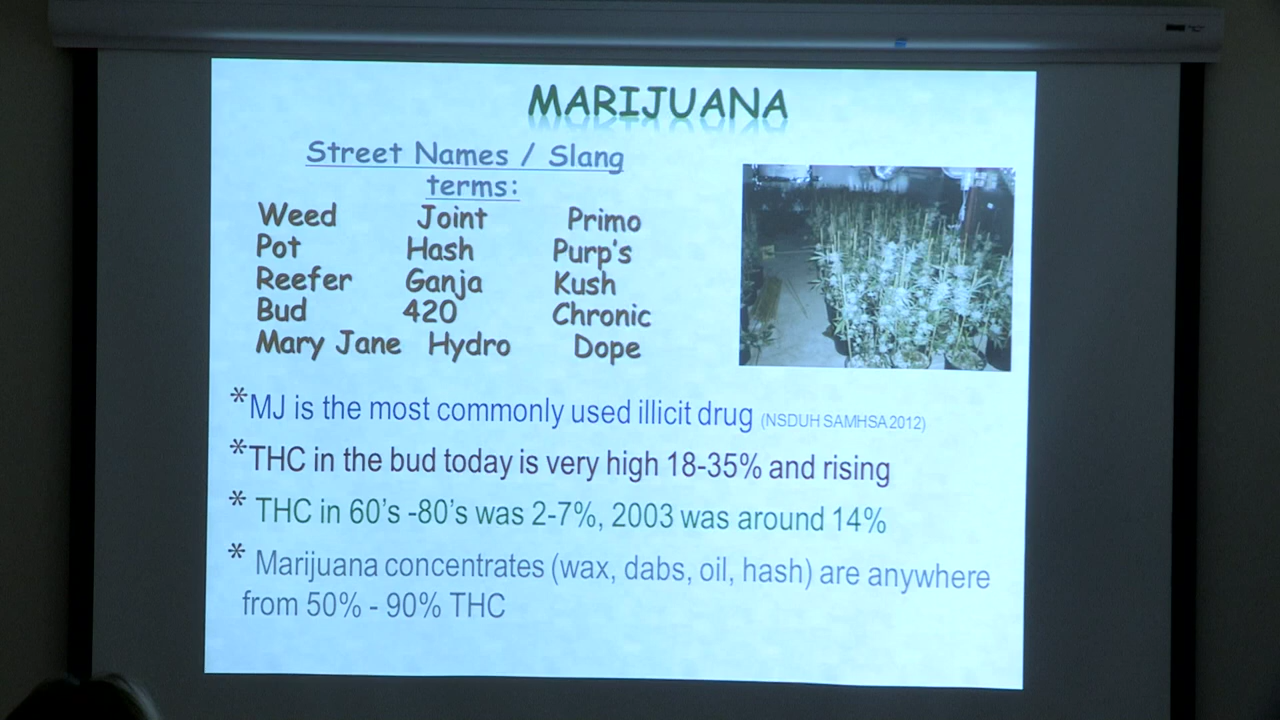 MARIJUANA
Street Names / Slang
terms:
Weed Joint Primo
Pot Hash Purp's
Reefer Ganja Kush
Bud 420 Chronic
Mary Jane Hydro Dope
*MJ is the most commonly used illicit drug (NSDUH SAMHSA 2012)
*THC in the bud today is very high 18-35% and rising
* THC in 60's -80's was 2-7%, 2003 was around 14%
* Marijuana concentrates (wax, dabs, oil, hash) are anywhere
from 50% - 90% THC